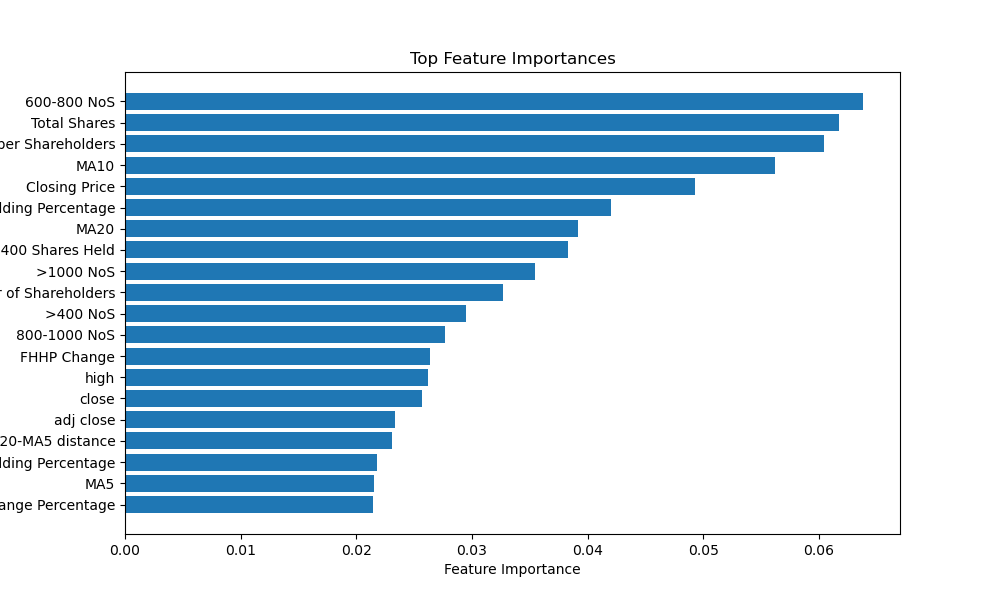 Top Feature Importances
600-800 NoS
Total Shares
per Shareholders
MA10
Closing Price
lding Percentage
MA20
400 Shares Held
>1000 NoS
r of Shareholders
>400 NoS
800-1000 NoS
FHHP Change
high
close
adj close
20-MA5 distance
lding Percentage
MA5
ange Percentage
0.00 0.01 0.02 0.03 0.04 0.05 0.06
Feature Importance